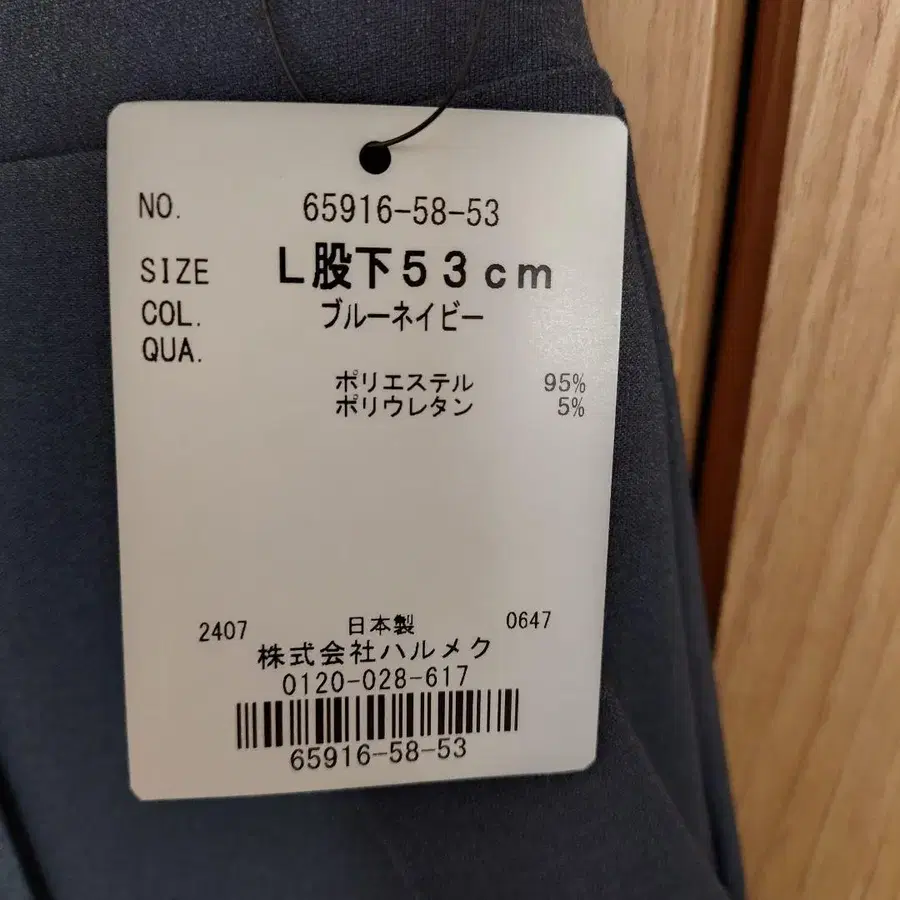 NO. 65916-58-53
SIZE L股下53cm
COL. ブルーネイビー
QUA.
ポリエステル 95%
ポリウレタン 5%
2407 日本製 0647
株式会社ハルメク
0120-028-617
65916-58-53